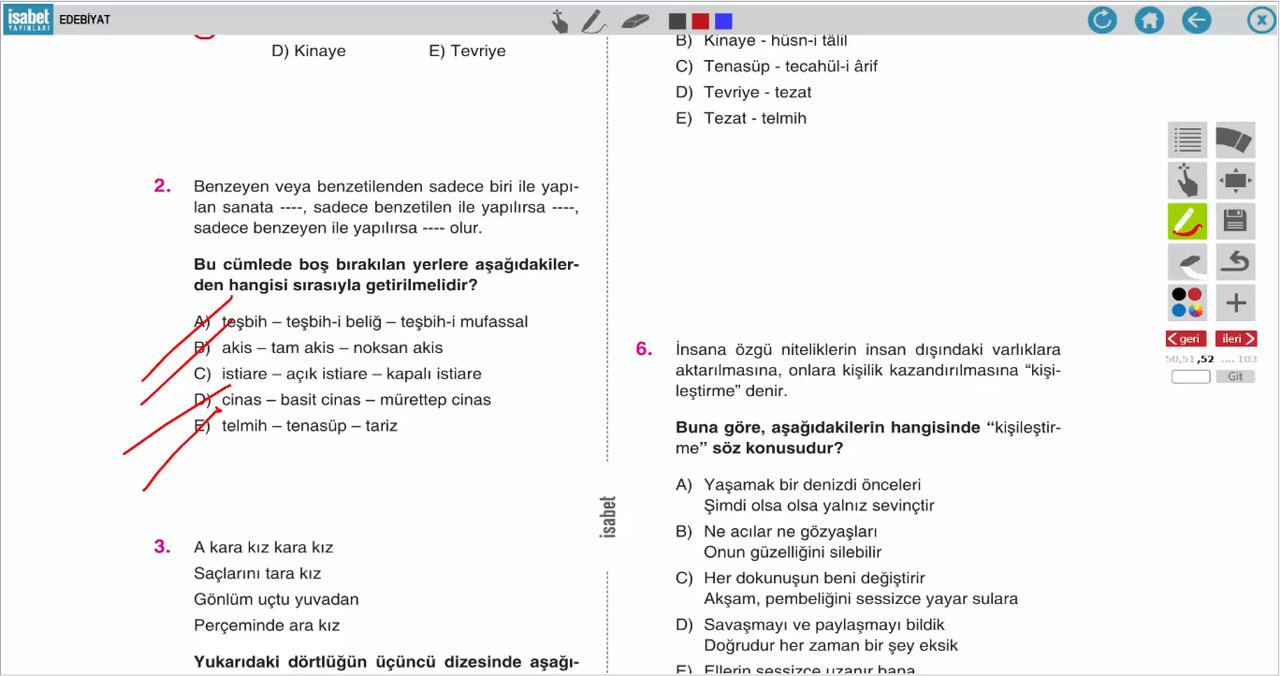 isabet
YAYINLARI
EDEBİYAT
D) Kinaye E) Tevriye
2. Benzeyen veya benzetilenden sadece biri ile yapı-
lan sanata ----, sadece benzetilen ile yapılırsa ----,
sadece benzeyen ile yapılırsa ---- olur.
Bu cümlede boş bırakılan yerlere aşağıdakiler-
den hangisi sırasıyla getirilmelidir?
A) teşbih – teşbih-i beliğ – teşbih-i mufassal
B) akis – tam akis – noksan akis
C) istiare – açık istiare – kapalı istiare
D) cinas – basit cinas – mürettep cinas
E) telmih – tenasüp – tariz
3. A kara kız kara kız
Saçlarını tara kız
Gönlüm uçtu yuvadan
Perçeminde ara kız
Yukarıdaki dörtlüğün üçüncü dizesinde aşağı-
isabet
B) Kinaye - hüsn-i tâlil
C) Tenasüp - tecahül-i ârif
D) Tevriye - tezat
E) Tezat - telmih
6. İnsana özgü niteliklerin insan dışındaki varlıklara
aktarılmasına, onlara kişilik kazandırılmasına “kişi-
leştirme” denir.
Buna göre, aşağıdakilerin hangisinde “kişileştir-
me” söz konusudur?
A) Yaşamak bir denizdi önceleri
Şimdi olsa olsa yalnız sevinçtir
B) Ne acılar ne gözyaşları
Onun güzelliğini silebilir
C) Her dokunuşun beni değiştirir
Akşam, pembeliğini sessizce yayar sulara
D) Savaşmayı ve paylaşmayı bildik
Doğrudur her zaman bir şey eksik
E) Ellerin sessizce uzanır bana
geri ileri
50,51,52 .... 103
Git